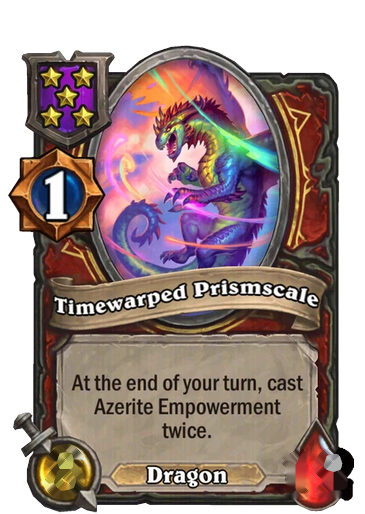 1
Timewarped Prismscale
At the end of your turn, cast
Azerite Empowerment
twice.
Dragon